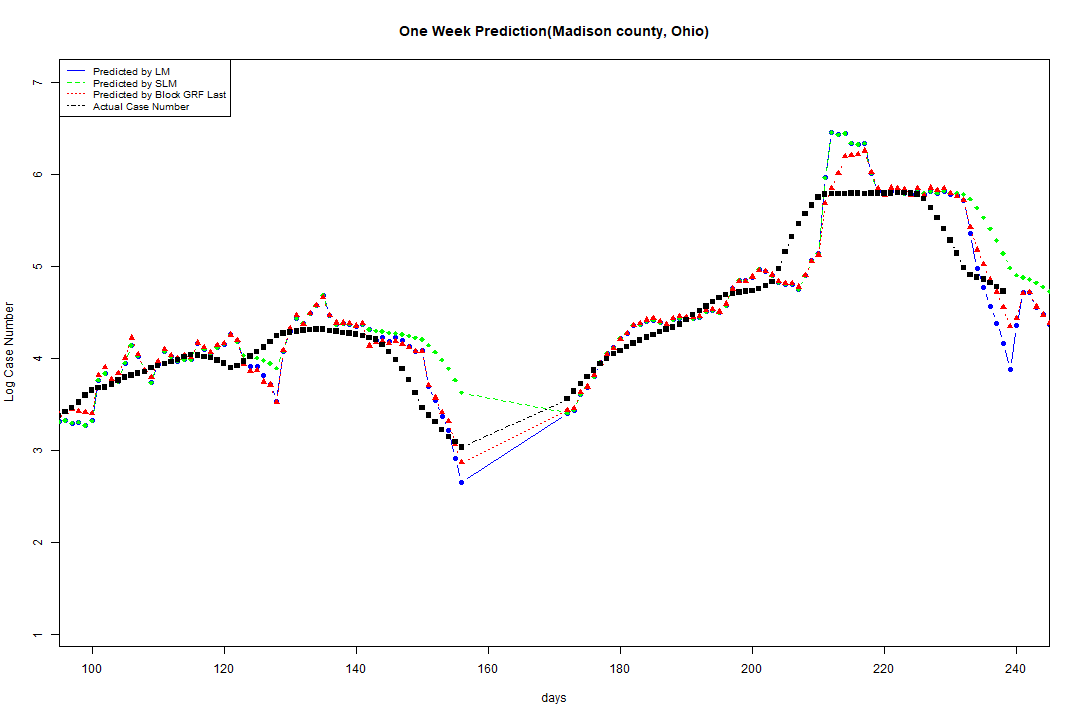 One Week Prediction(Madison county, Ohio)
Predicted by LM
Predicted by SLM
Predicted by Block GRF Last
Actual Case Number
7
6
5
4
3
2
1
Log Case Number
100 120 140 160 180 200 220 240
days